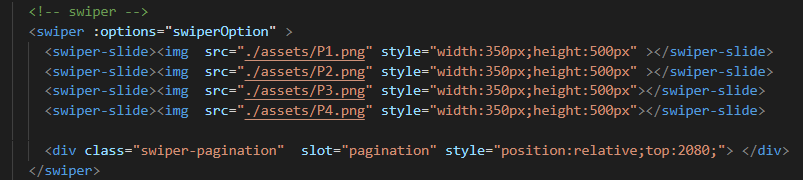 <!-- swiper -->
<swiper :options="swiperOption" >
<swiper-slide><img  src="./assets/P1.png" style="width:350px;height:500px" ></swiper-slide>
<swiper-slide><img  src="./assets/P2.png" style="width:350px;height:500px" ></swiper-slide>
<swiper-slide><img  src="./assets/P3.png" style="width:350px;height:500px"></swiper-slide>
<swiper-slide><img  src="./assets/P4.png" style="width:350px;height:500px"></swiper-slide>
<div class="swiper-pagination"  slot="pagination" style="position:relative;top:2080;"> </div>
</swiper>